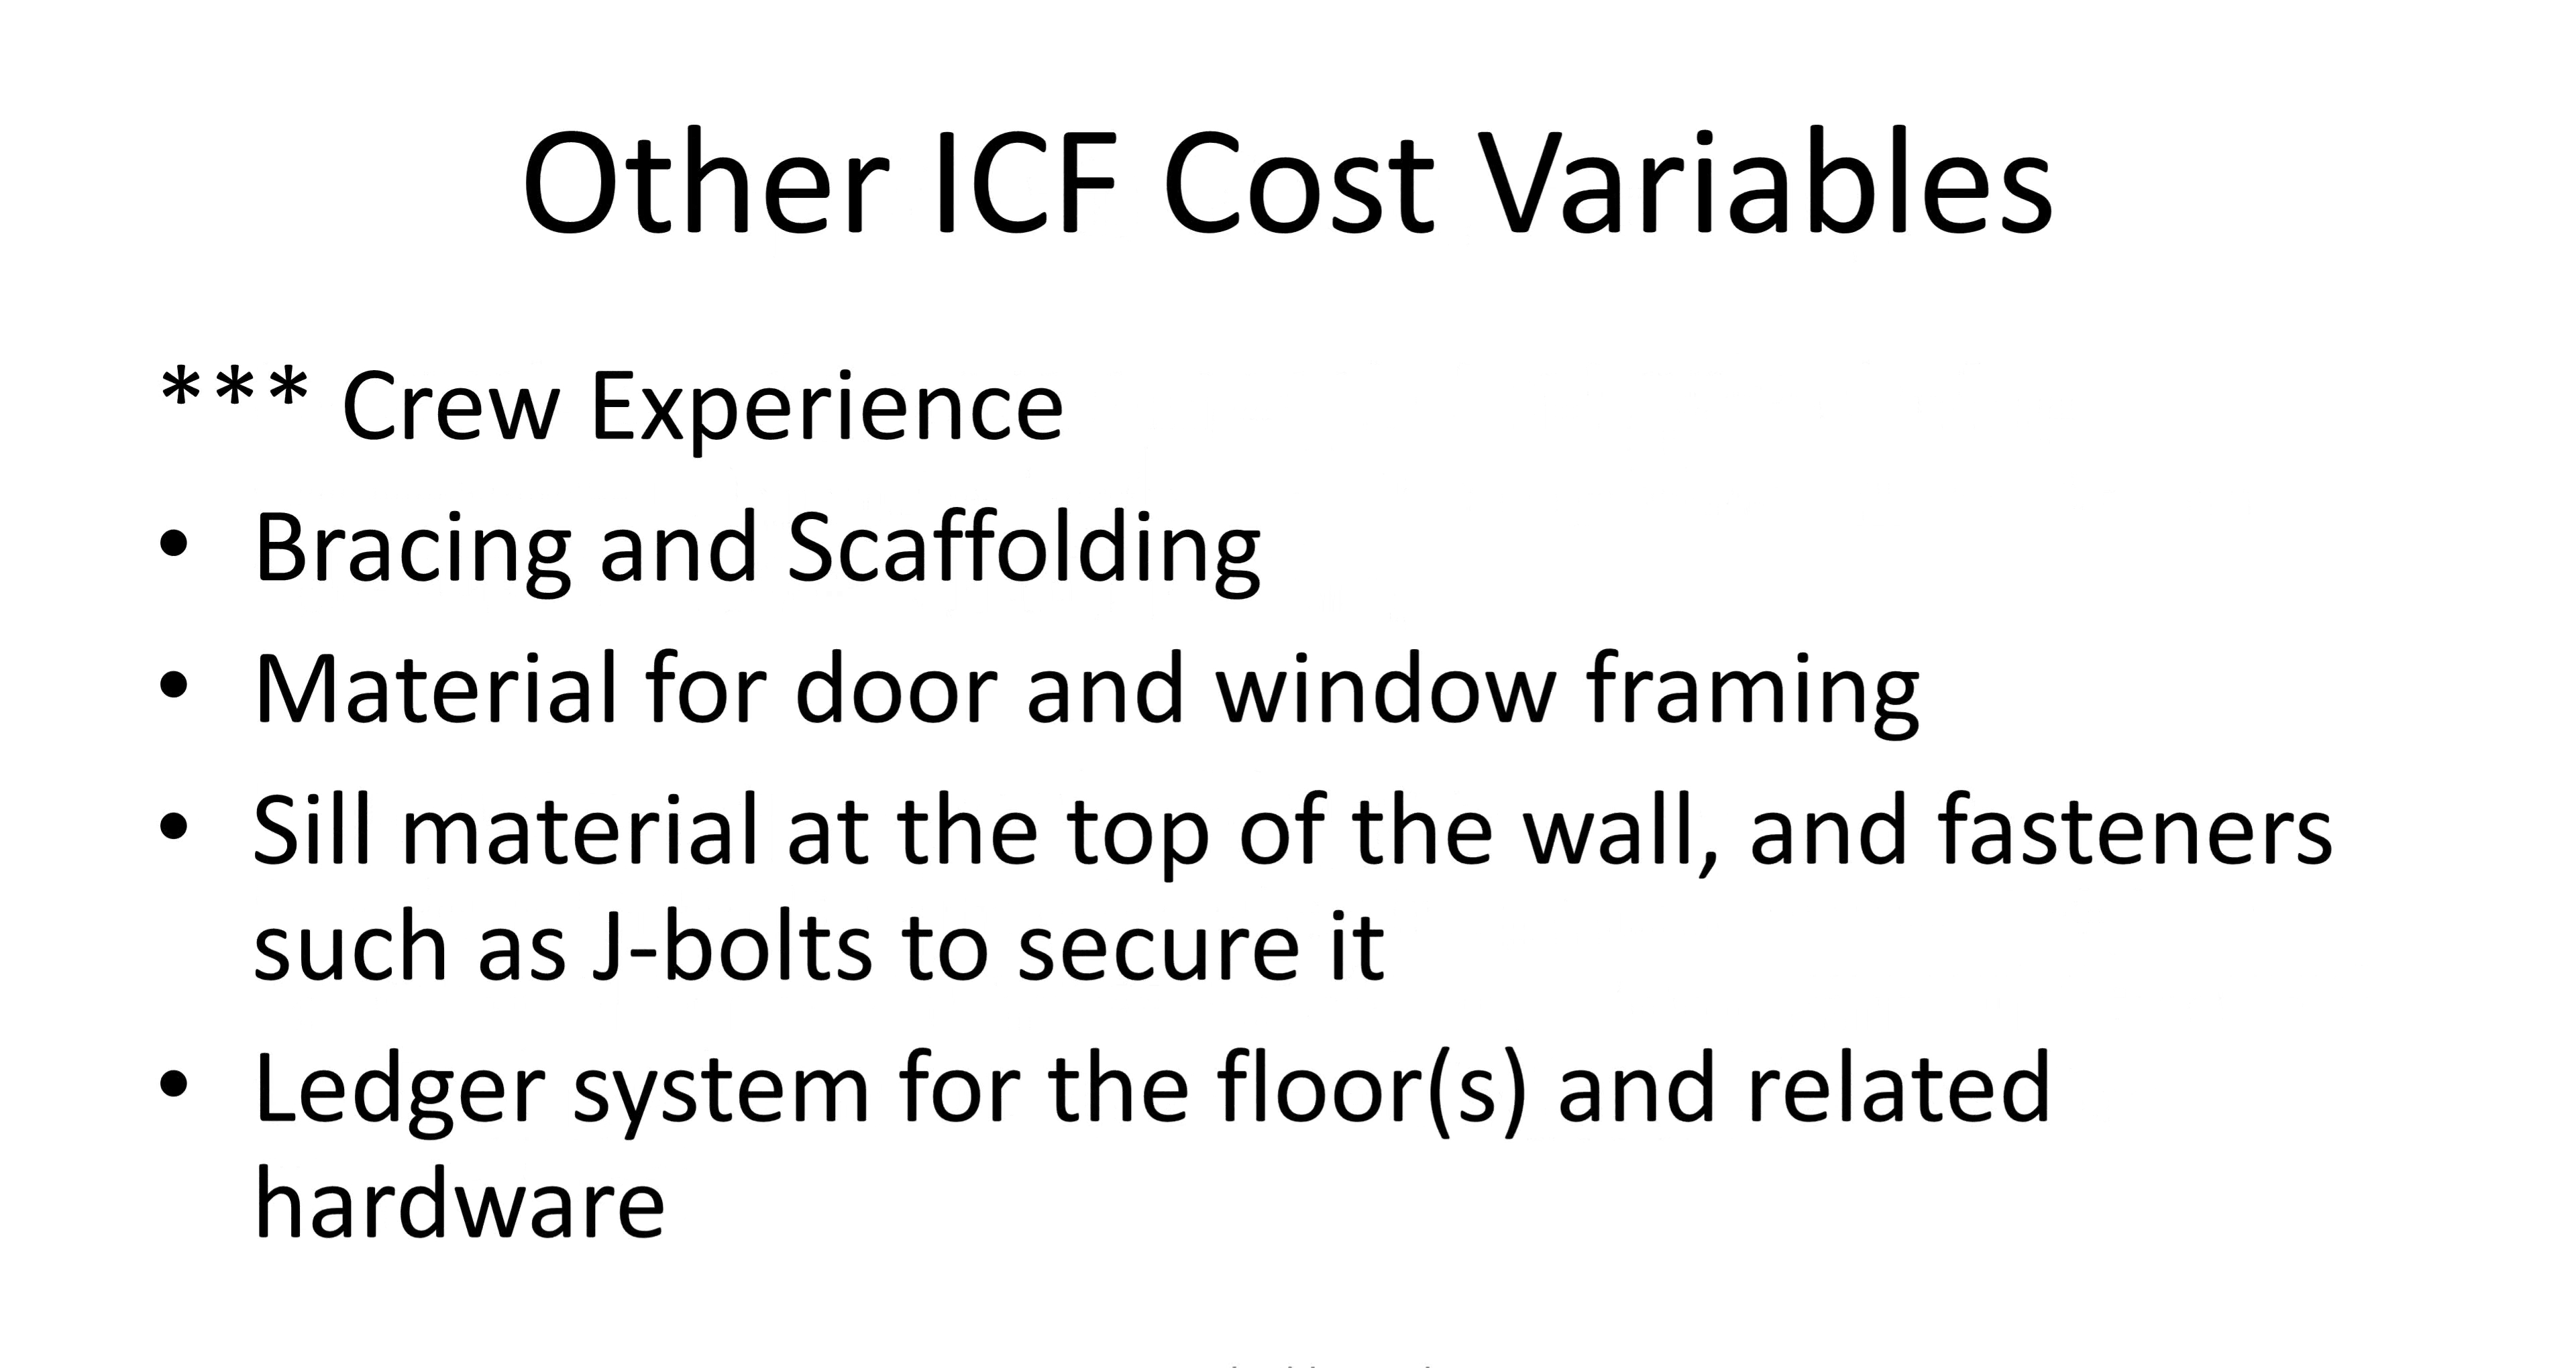 Other ICF Cost Variables
*** Crew Experience
• Bracing and Scaffolding
• Material for door and window framing
• Sill material at the top of the wall, and fasteners
such as J-bolts to secure it
• Ledger system for the floor(s) and related
hardware